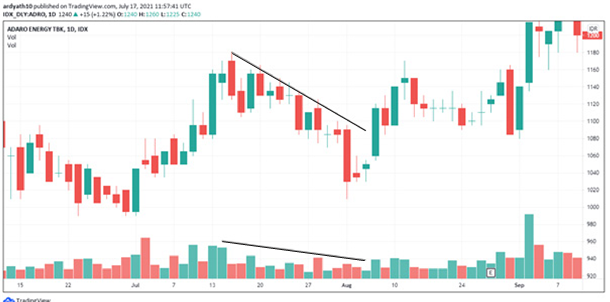 ardyath10 published on TradingView.com, July 17, 2021 11:57:41 UTC
IDX_DLY:ADRO, 1D 1240 ▲ +15 (+1.22%) O:1240 H:1260 L:1225 C:1240
ADARO ENERGY TBK, 1D, IDX
Vol
Vol
IDR
1200
1180
1160
1140
1120
1100
1080
1060
1040
1020
1000
980
960
940
920
E
15 22 Jul 7 13 20 27 Aug 10 18 24 Sep 7
TradingView